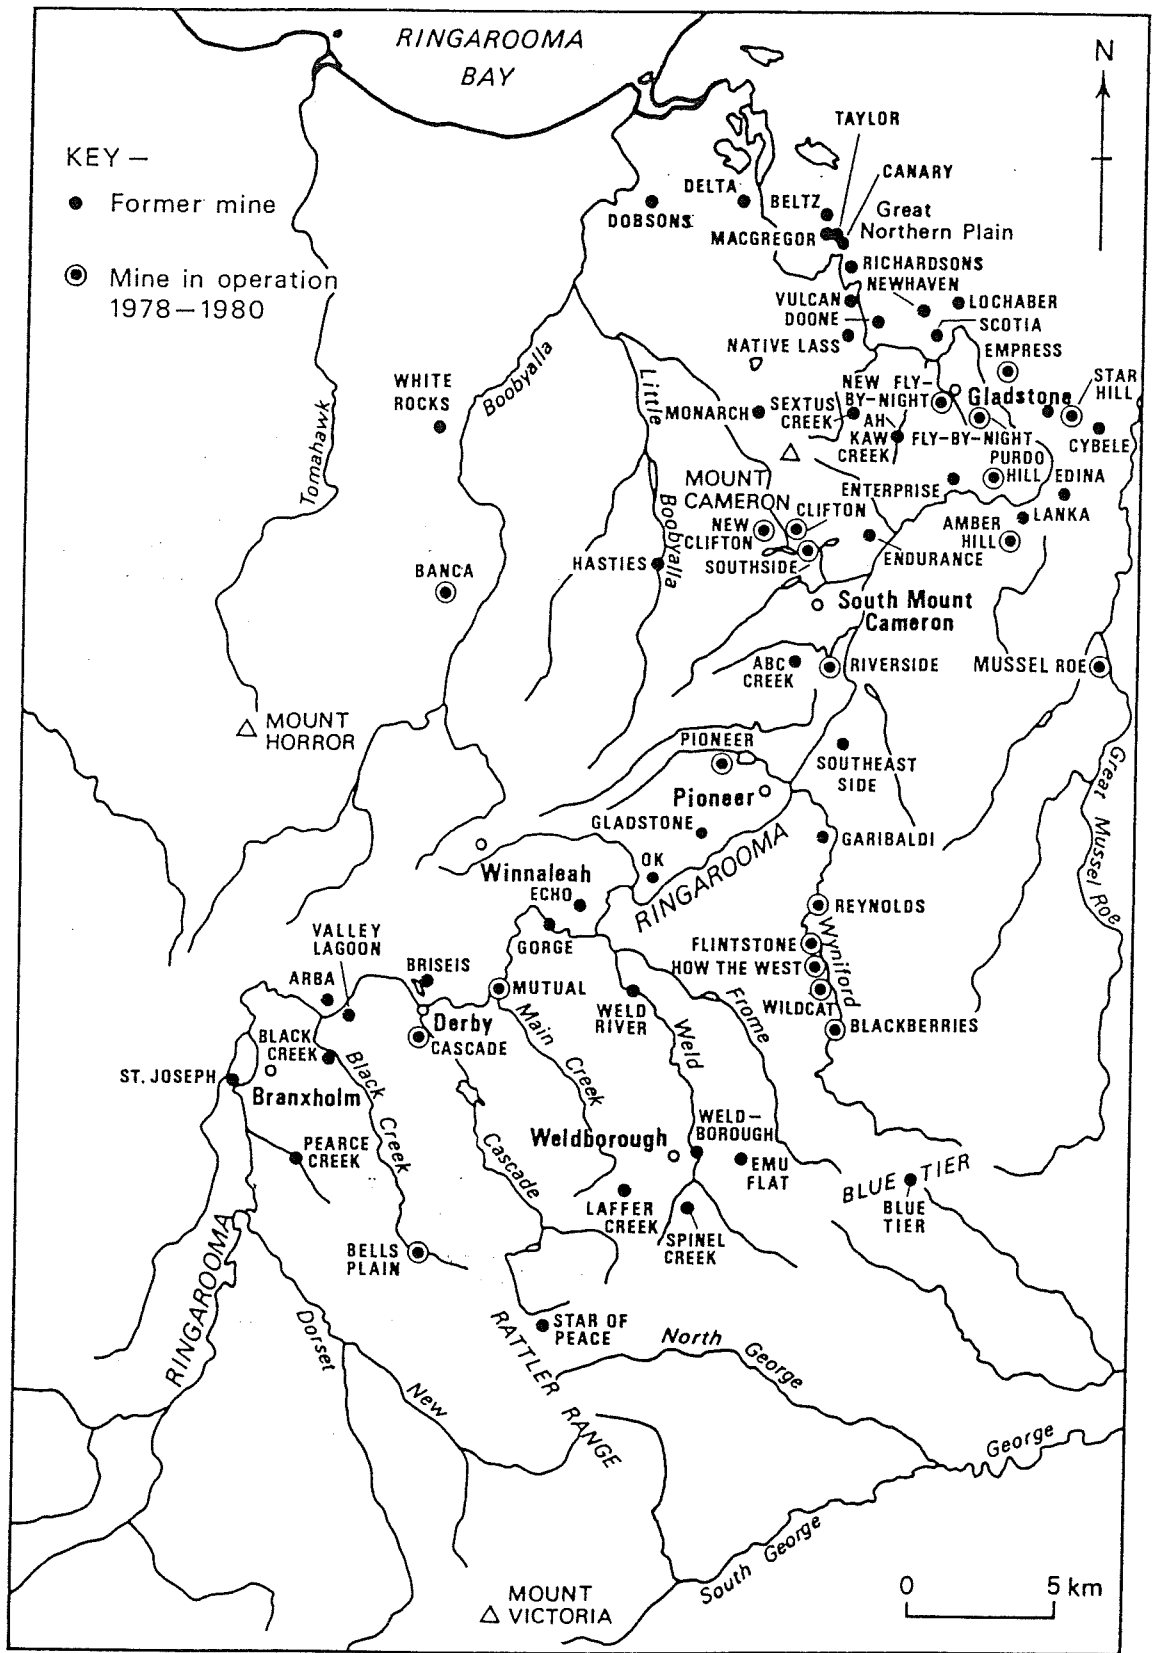 RINGAROOMA
BAY
N
KEY —
Former mine
Mine in operation
1978—1980
TAYLOR
CANARY
DELTA
BELTZ
DOBSONS
Great
Northern Plain
MACGREGOR
RICHARDSONS
NEWHAVEN
VULCAN
LOCHABER
DOONE
SCOTIA
NATIVE LASS
EMPRESS
Boobyalla
Little
Boobyalla
WHITE
ROCKS
NEW FLY-
BY-NIGHT
Gladstone
STAR
HILL
MONARCH
SEXTUS
CREEK
AH
KAW
CREEK
FLY-BY-NIGHT
CYBELE
Tomahawk
PURDO
HILL
EDINA
MOUNT
CAMERON
ENTERPRISE
CLIFTON
NEW
CLIFTON
AMBER
HILL
LANKA
HASTIES
SOUTHSIDE
ENDURANCE
BANCA
South Mount
Cameron
ABC
CREEK
RIVERSIDE
MUSSEL ROE
MOUNT
HORROR
PIONEER
SOUTHEAST
SIDE
Great Mussel Roe
Pioneer
GLADSTONE
GARIBALDI
OK
RINGAROOMA
Winnaleah
ECHO
REYNOLDS
GORGE
FLINTSTONE
Wyniford
VALLEY
LAGOON
BRISEIS
HOW THE WEST
ARBA
MUTUAL
WELD
RIVER
Frome
WILDCAT
Derby
Main Creek
Weld
BLACKBERRIES
BLACK
CREEK
CASCADE
ST. JOSEPH
Black Creek
Branxholm
PEARCE
CREEK
Cascade
Weldborough
WELD—
BOROUGH
EMU
FLAT
BLUE TIER
BLUE
TIER
LAFFER
CREEK
SPINEL
CREEK
BELLS
PLAIN
RINGAROOMA
Dorset
STAR OF
PEACE
RATTLER RANGE
North George
New
George
South George
MOUNT
VICTORIA
0 5 km